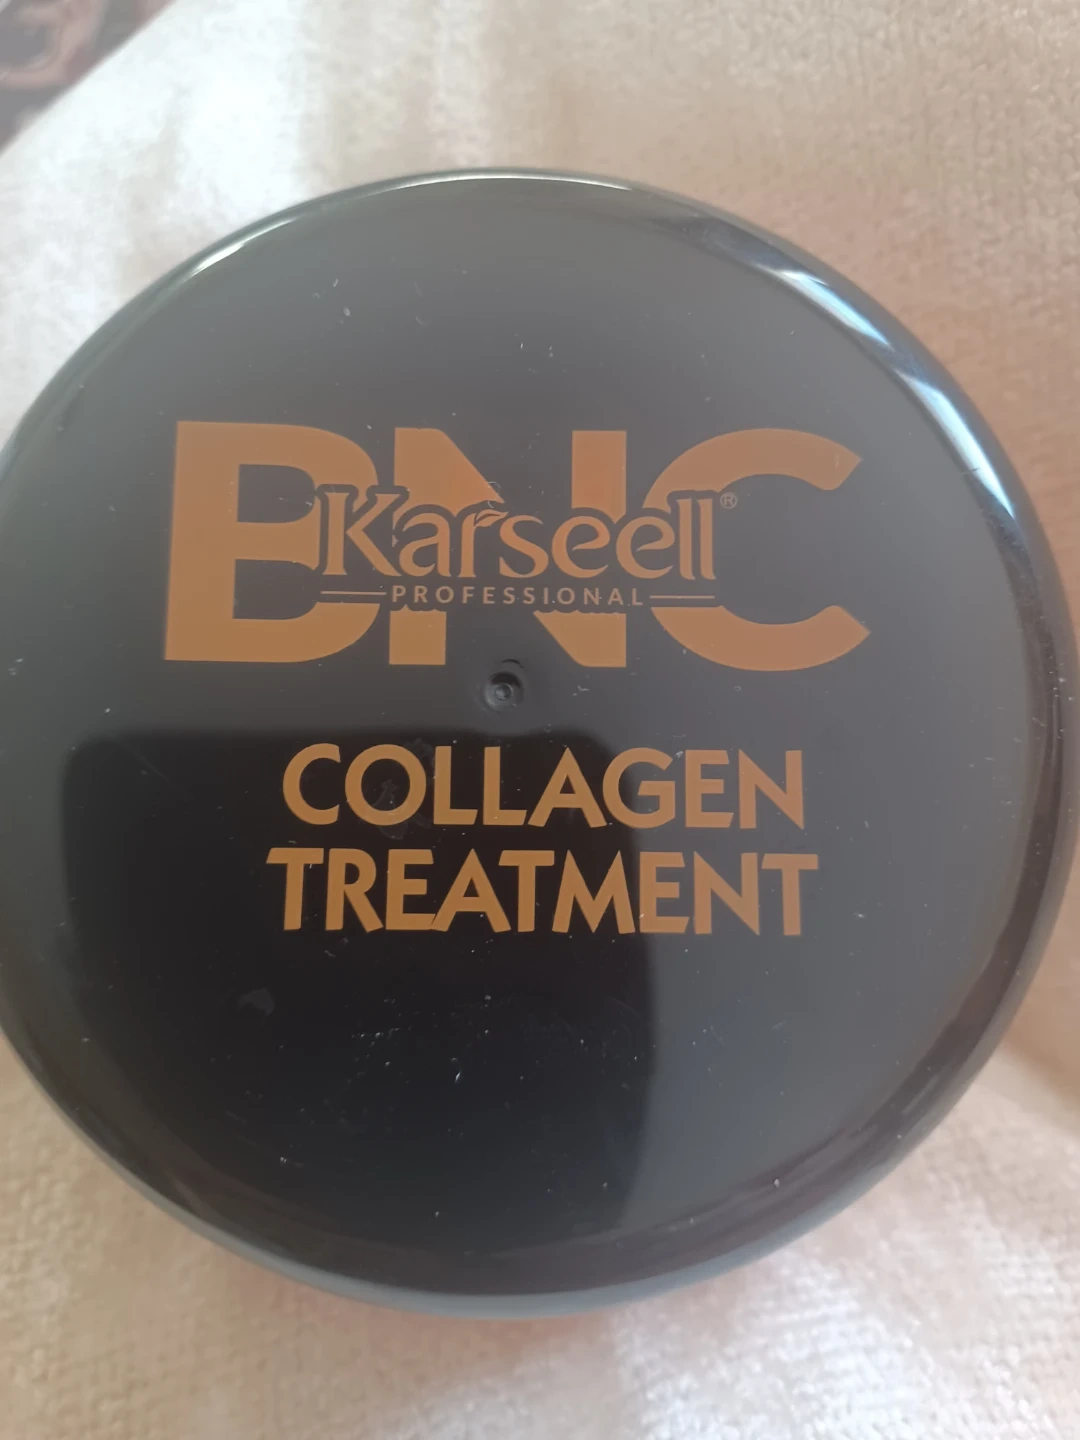 BNC
Karseell®
PROFESSIONAL
COLLAGEN
TREATMENT